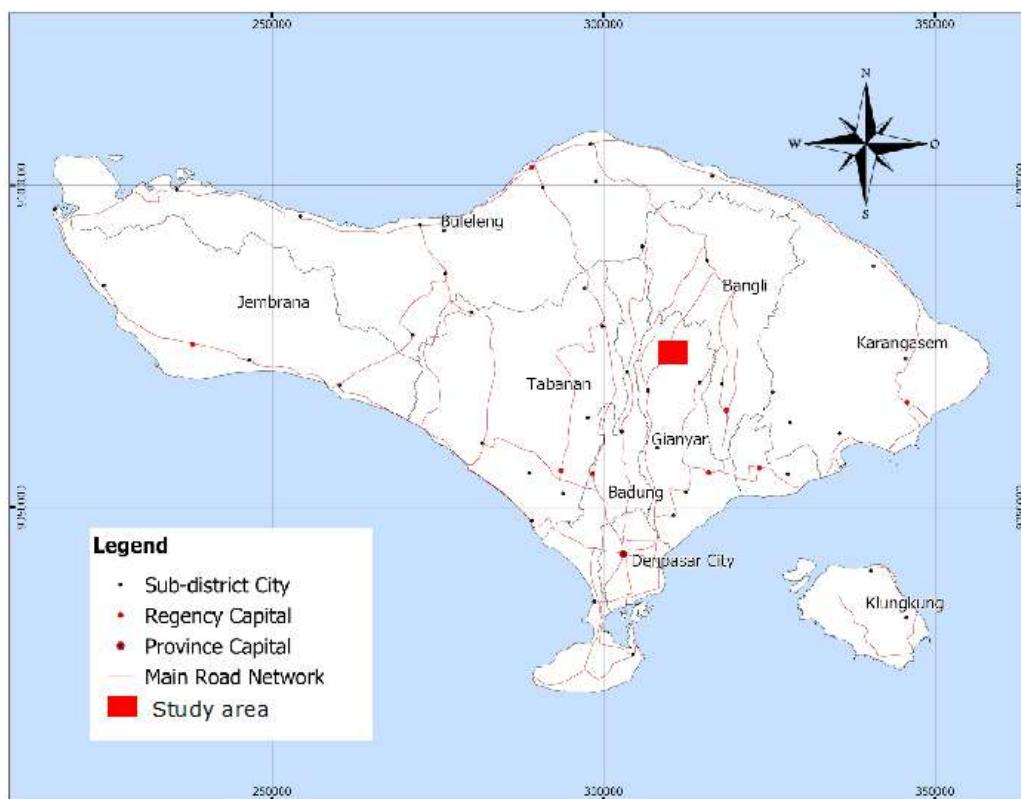 250000 300000 350000
N
W O
S
Buleleng
Jembrana
Bangli
Karangasem
Tabanan
Gianyar
Badung
Denpasar City
Klungkung
Legend
Sub-district City
Regency Capital
Province Capital
Main Road Network
Study area
250000 300000 350000